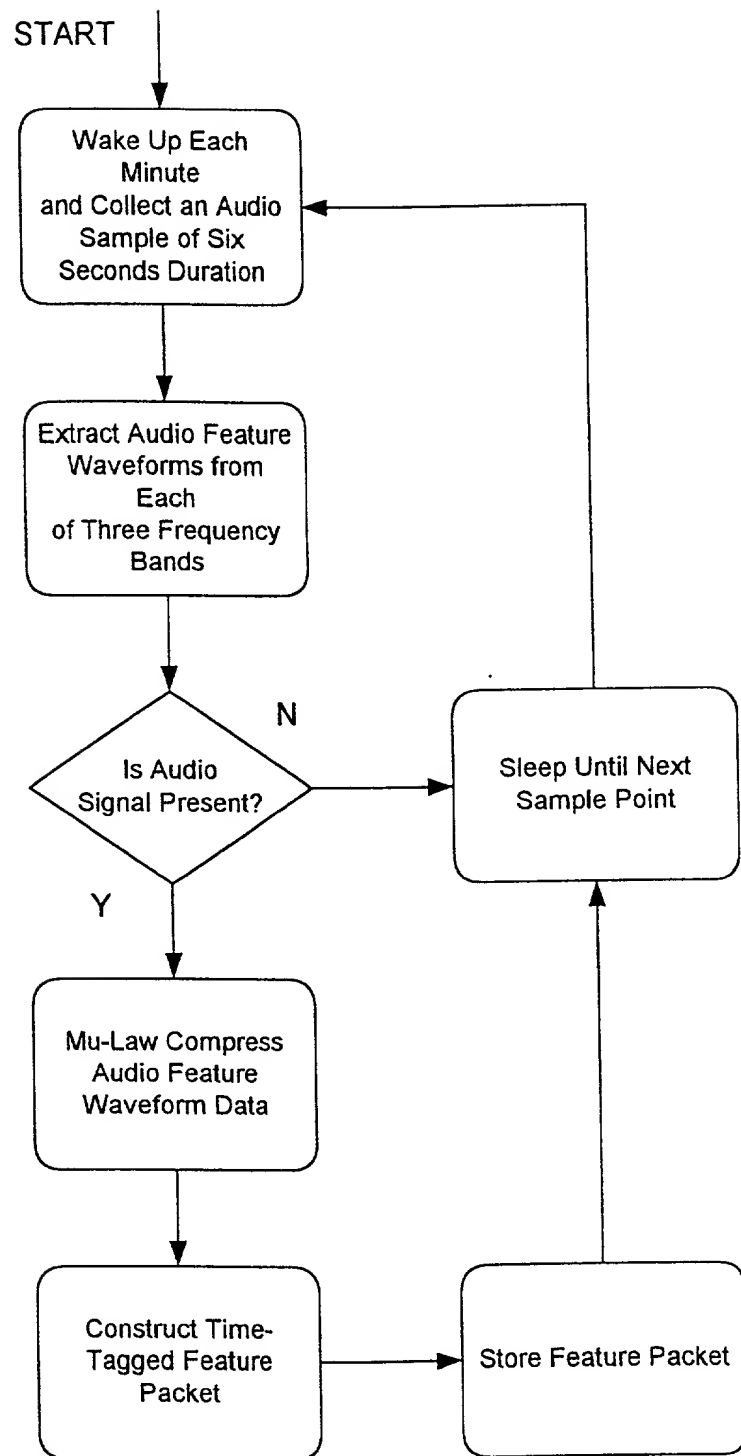 START
Wake Up Each
Minute
and Collect an Audio
Sample of Six
Seconds Duration
Extract Audio Feature
Waveforms from
Each
of Three Frequency
Bands
Is Audio
Signal Present?
N
Y
Sleep Until Next
Sample Point
Mu-Law Compress
Audio Feature
Waveform Data
Construct Time-
Tagged Feature
Packet
Store Feature Packet